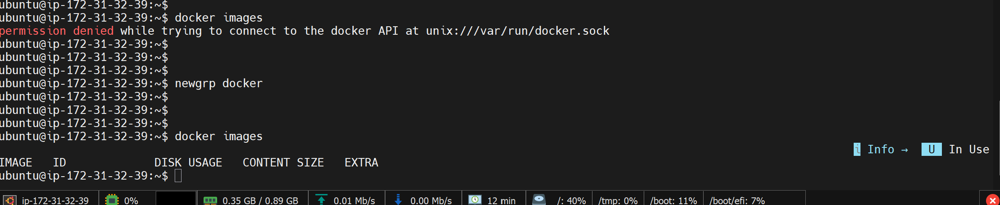 ubuntu@ip-172-31-32-39:~$
ubuntu@ip-172-31-32-39:~$ docker images
permission denied while trying to connect to the docker API at unix:///var/run/docker.sock
ubuntu@ip-172-31-32-39:~$
ubuntu@ip-172-31-32-39:~$
ubuntu@ip-172-31-32-39:~$
ubuntu@ip-172-31-32-39:~$ newgrp docker
ubuntu@ip-172-31-32-39:~$
ubuntu@ip-172-31-32-39:~$
ubuntu@ip-172-31-32-39:~$
ubuntu@ip-172-31-32-39:~$ docker images
i Info → U In Use
IMAGE   ID             DISK USAGE   CONTENT SIZE   EXTRA
ubuntu@ip-172-31-32-39:~$
ip-172-31-32-39 0% 0.35 GB / 0.89 GB 0.01 Mb/s 0.00 Mb/s 12 min /: 40% /tmp: 0% /boot: 11% /boot/efi: 7%